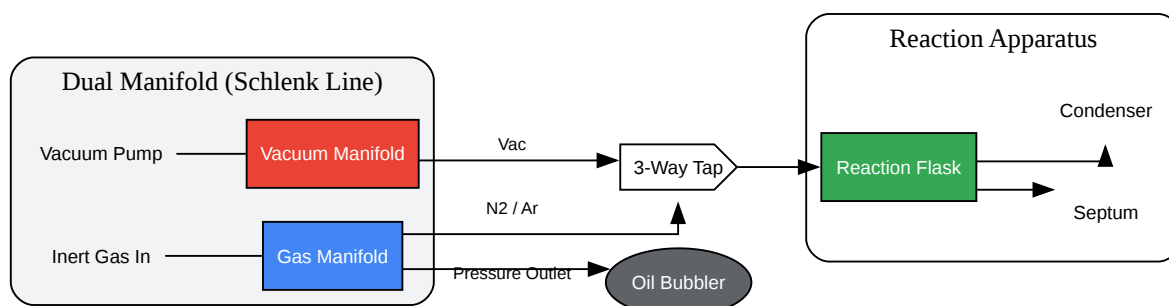 Reaction Apparatus
Dual Manifold (Schlenk Line)
Condenser
Vacuum Pump
Vacuum Manifold
Vac
3-Way Tap
Reaction Flask
N2 / Ar
Septum
Inert Gas In
Gas Manifold
Pressure Outlet
Oil Bubbler